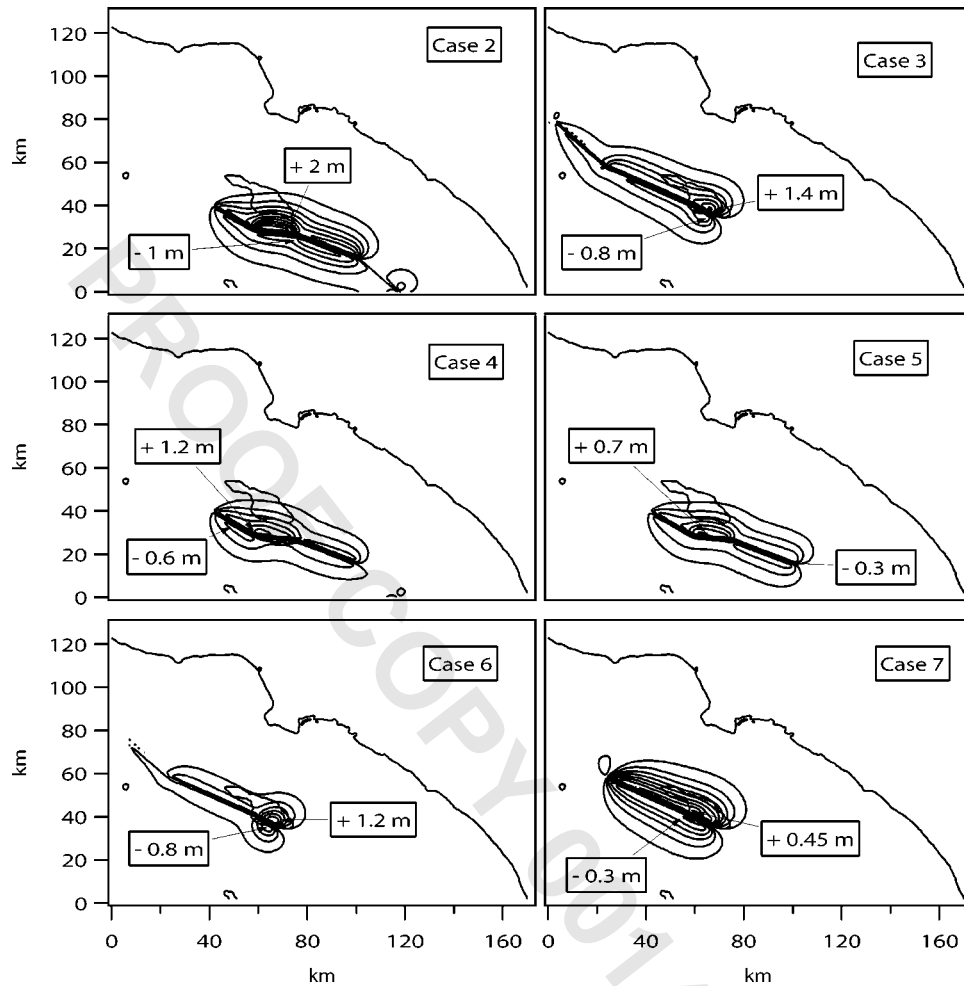 120
100
80
60
40
20
0
km
Case 2
+ 2 m
- 1 m
Case 3
+ 1.4 m
- 0.8 m
120
100
80
60
40
20
0
km
Case 4
+ 1.2 m
- 0.6 m
Case 5
+ 0.7 m
- 0.3 m
120
100
80
60
40
20
0
km
Case 6
+ 1.2 m
- 0.8 m
Case 7
+ 0.45 m
- 0.3 m
0 40 80 120 160
km
0 40 80 120 160
km
PROOF COPY 001